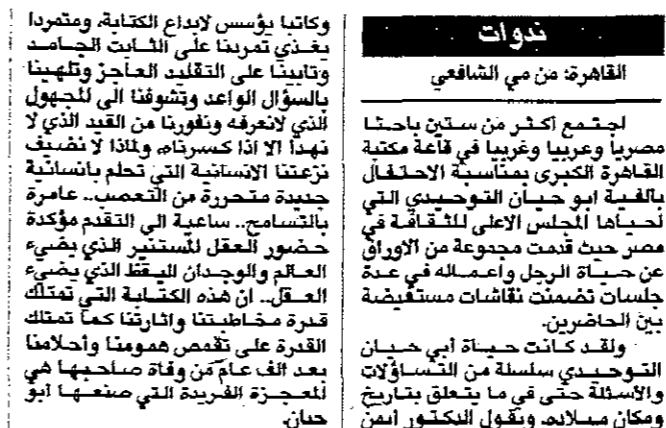 ندوات
القاهرة: من مي الشافعي
اجتمع أكثر من ستين باحثا
مصريا وعربيا وغربيا في قاعة مكتبة
القاهرة الكبرى بمناسبة الاحتفال
بالفية ابو حيان التوحيدي التي
احياها المجلس الاعلى للثقافة في
مصر حيث قدمت مجموعة من الاوراق
عن حياة الرجل واعماله في عدة
جلسات تضمنت نقاشات مستفيضة
بين الحاضرين.
ولقد كانت حياة أبي حيان
التوحيدي سلسلة من التساؤلات
والاسئلة حتى في ما يتعلق بتاريخ
ومكان ميلاده. ويقول الدكتور ايمن
وكاتبا يؤسس لابداع الكتابة، ومتمردا
يغذي تمردنا على الثابت الجامد
وتابينا على التقليد العاجز وتلهينا
بالسؤال الواعد وتشوفنا الى المجهول
الذي لانعرفه ونفورنا من القيد الذي لا
نهدا الا اذا كسرناه. ولماذا لا نضيف
نزعتنا الانسانية التي تحلم بانسانية
جديدة متحررة من التعصب.. عامرة
بالتسامح.. ساعية الى التقدم مؤكدة
حضور العقل المستنير الذي يضيء
العالم والوجدان اليقظ الذي يضيء
العقل.. ان هذه الكتابة التي تمتلك
قدرة مخاطبتنا واثارتنا كما تمتلك
القدرة على تقمص همومنا وأحلامنا
بعد الف عام من وفاة صاحبها هي
المعجزة الفريدة التي صنعها ابو
حيان.